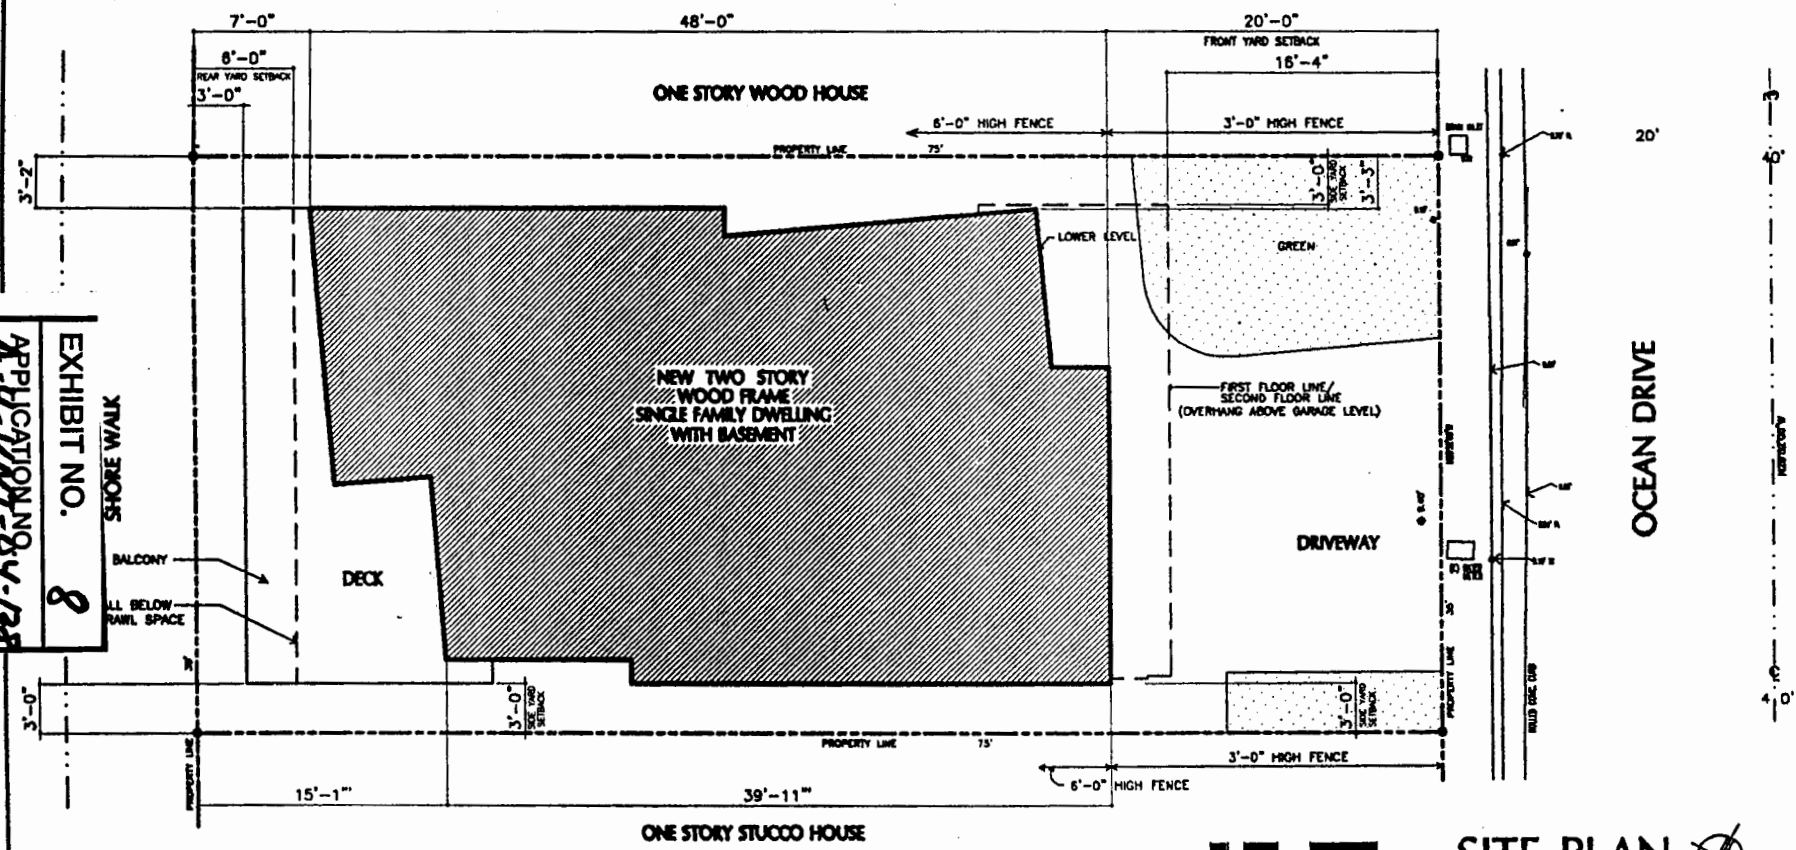 7'-0"
48'-0"
20'-0"
FRONT YARD SETBACK
6'-0"
REAR YARD SETBACK
16'-4"
3'-0"
ONE STORY WOOD HOUSE
6'-0" HIGH FENCE
3'-0" HIGH FENCE
20'
PROPERTY LINE
75'
40'
3'-2"
3'-0"
SIDE YARD
SETBACK
3'-3"
LOWER LEVEL
GREEN
NEW TWO STORY
WOOD FRAME
SINGLE FAMILY DWELLING
WITH BASEMENT
FIRST FLOOR LINE/
SECOND FLOOR LINE
(OVERHANG ABOVE GARAGE LEVEL)
OCEAN DRIVE
EXHIBIT NO.
8
APPLICATION NO.
SHORE WALK
BALCONY
DECK
DRIVEWAY
LL BELOW
RAWL SPACE
3'-0"
3'-0"
SIDE YARD
SETBACK
3'-0"
SIDE YARD
SETBACK
PROPERTY LINE
PROPERTY LINE
75'
PROPERTY LINE
3'-0" HIGH FENCE
6'-0" HIGH FENCE
15'-1"
39'-11"
ONE STORY STUCCO HOUSE
SITE PLAN